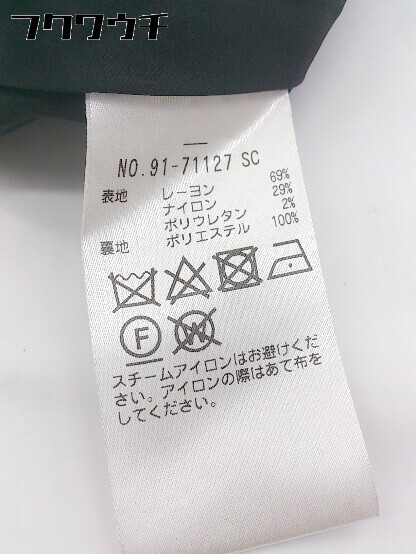 フクワウチ
NO.91-71127 SC
表地 レーヨン 69%
ナイロン 29%
ポリウレタン 2%
裏地 ポリエステル 100%
F W
スチームアイロンはお避けくだ
さい。アイロンの際はあて布を
してください。